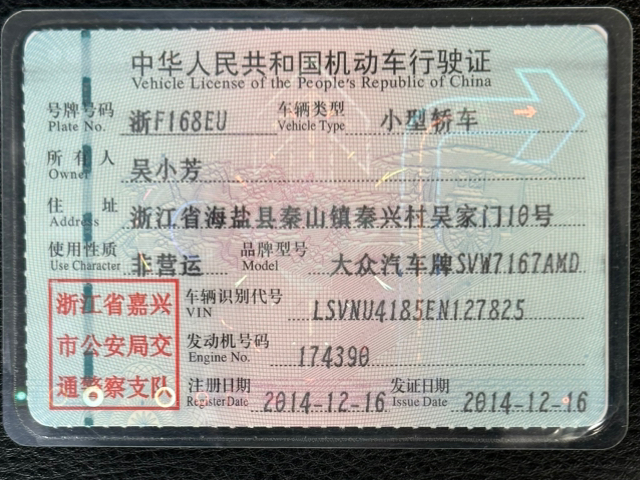 中华人民共和国机动车行驶证
Vehicle License of the People's Republic of China
号牌号码 浙F168EU 车辆类型 小型轿车
Plate No. Vehicle Type
所有人 吴小芳
Owner
住址 浙江省海盐县秦山镇秦兴村吴家门10号
Address
使用性质 非营运 品牌型号 大众汽车牌SVW7167AMD
Use Character Model
浙江省嘉兴
市公安局交
通警察支队
车辆识别代号 LSVNU4185EN127825
VIN
发动机号码 174390
Engine No.
注册日期 2014-12-16 发证日期 2014-12-16
Register Date Issue Date